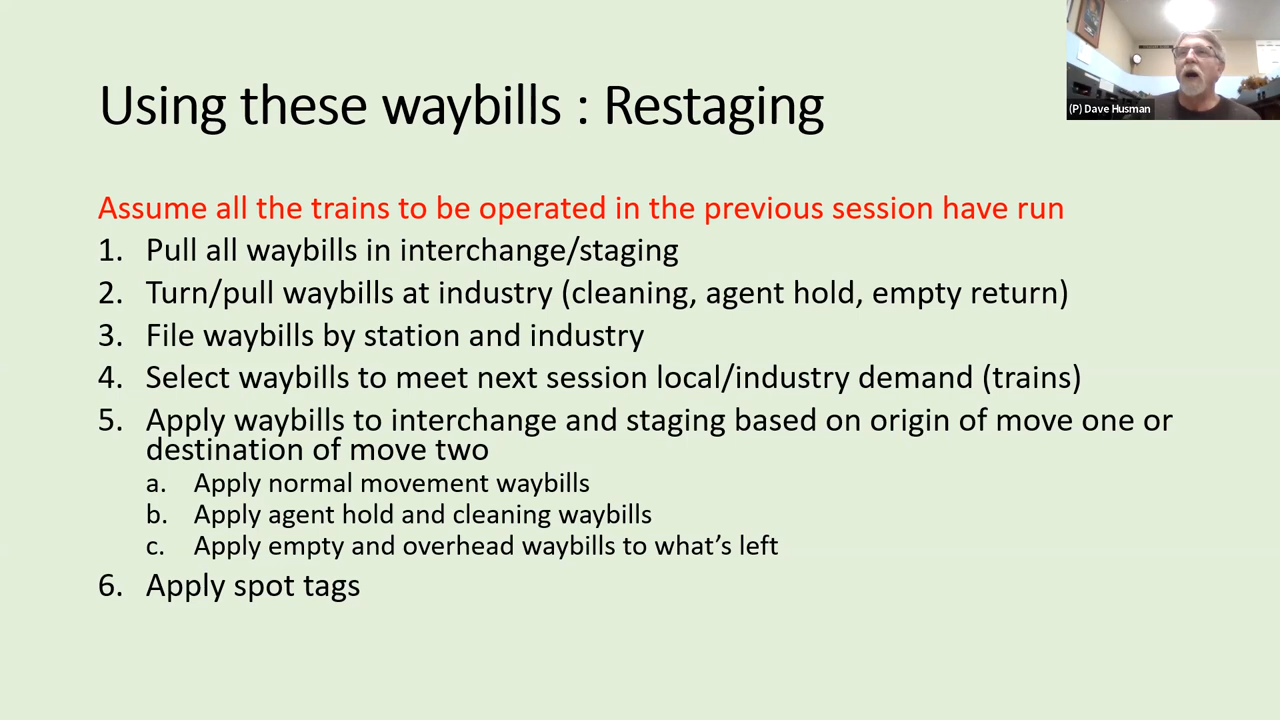 (P) Dave Husman
Using these waybills : Restaging
Assume all the trains to be operated in the previous session have run
1. Pull all waybills in interchange/staging
2. Turn/pull waybills at industry (cleaning, agent hold, empty return)
3. File waybills by station and industry
4. Select waybills to meet next session local/industry demand (trains)
5. Apply waybills to interchange and staging based on origin of move one or
destination of move two
a. Apply normal movement waybills
b. Apply agent hold and cleaning waybills
c. Apply empty and overhead waybills to what’s left
6. Apply spot tags